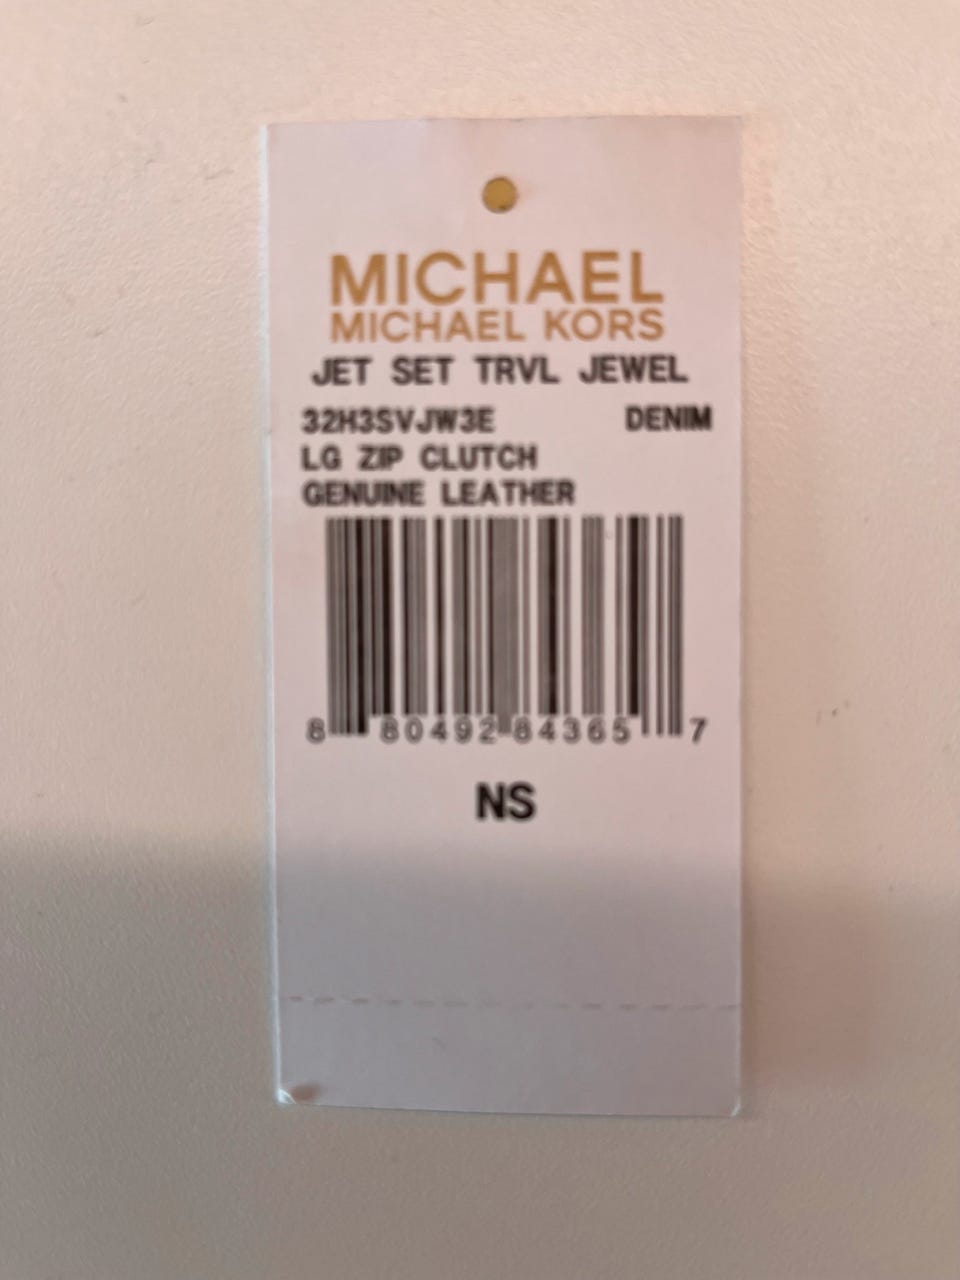 MICHAEL
MICHAEL KORS
JET SET TRVL JEWEL
32H3SVJW3E DENIM
LG ZIP CLUTCH
GENUINE LEATHER
8 80492 84365 7
NS